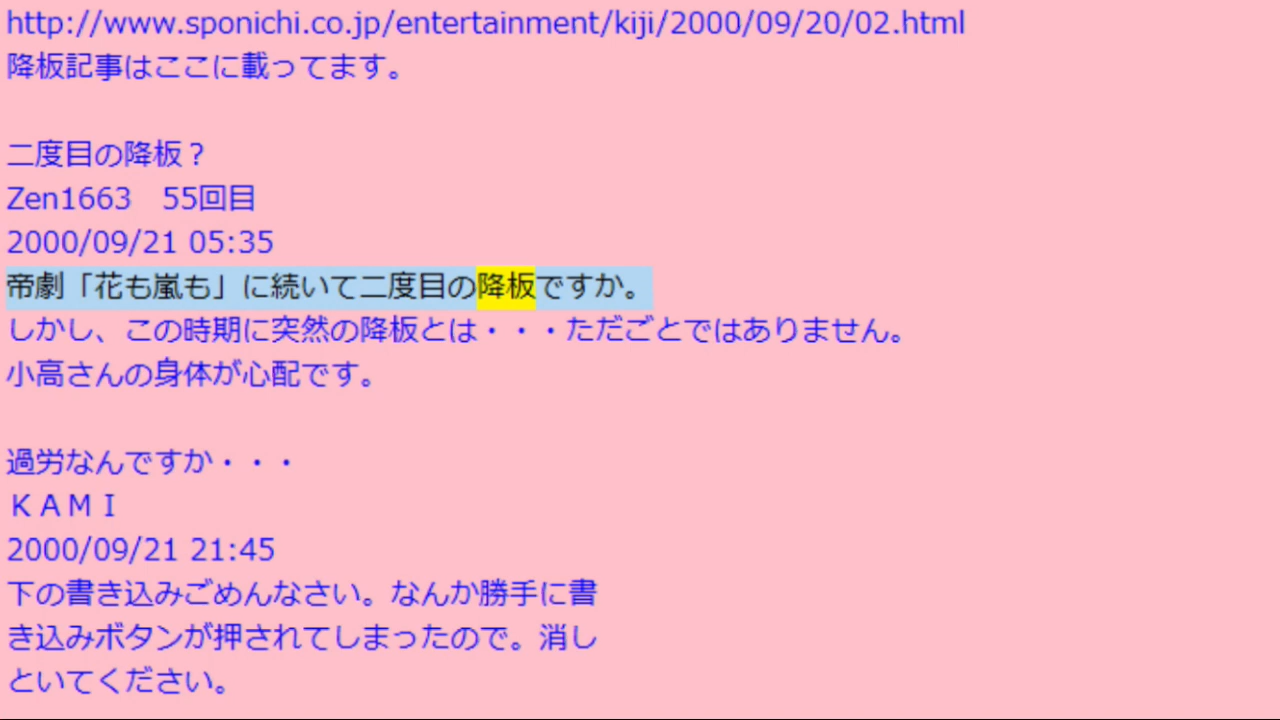 http://www.sponichi.co.jp/entertainment/kiji/2000/09/20/02.html
降板記事はここに載ってます。
二度目の降板？
Zen1663　55回目
2000/09/21 05:35
帝劇「花も嵐も」に続いて二度目の降板ですか。
しかし、この時期に突然の降板とは・・・ただごとではありません。
小高さんの身体が心配です。
過労なんですか・・・
ＫＡＭＩ
2000/09/21 21:45
下の書き込みごめんなさい。なんか勝手に書
き込みボタンが押されてしまったので。消し
といてください。